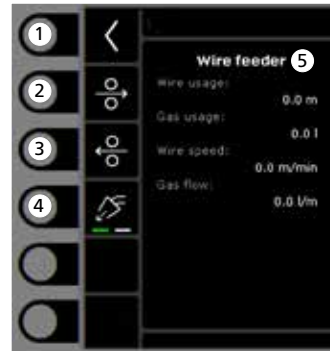 1
2
3
4
Wire feeder 5
Wire usage:
0.0 m
Gas usage:
0.0 l
Wire speed:
0.0 m/min
Gas flow:
0.0 l/m